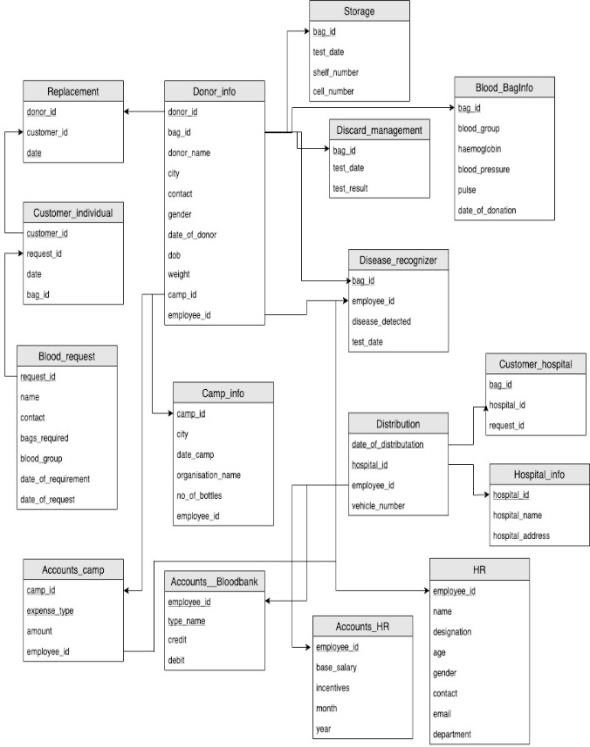 Storage
bag_id
test_date
shelf_number
cell_number
Replacement
donor_id
customer_id
date
Donor_info
donor_id
bag_id
donor_name
city
contact
gender
date_of_donor
dob
weight
camp_id
employee_id
Blood_BagInfo
bag_id
blood_group
haemoglobin
blood_pressure
pulse
date_of_donation
Discard_management
bag_id
test_date
test_result
Customer_individual
customer_id
request_id
date
bag_id
Disease_recognizer
bag_id
employee_id
disease_detected
test_date
Blood_request
request_id
name
contact
bags_required
blood_group
date_of_requirement
date_of_request
Camp_info
camp_id
city
date_camp
organisation_name
no_of_bottles
employee_id
Customer_hospital
bag_id
hospital_id
request_id
Distribution
date_of_distributation
hospital_id
employee_id
vehicle_number
Hospital_info
hospital_id
hospital_name
hospital_address
Accounts_camp
camp_id
expense_type
amount
employee_id
Accounts__Bloodbank
employee_id
type_name
credit
debit
Accounts_HR
employee_id
base_salary
incentives
month
year
HR
employee_id
name
designation
age
gender
contact
email
department